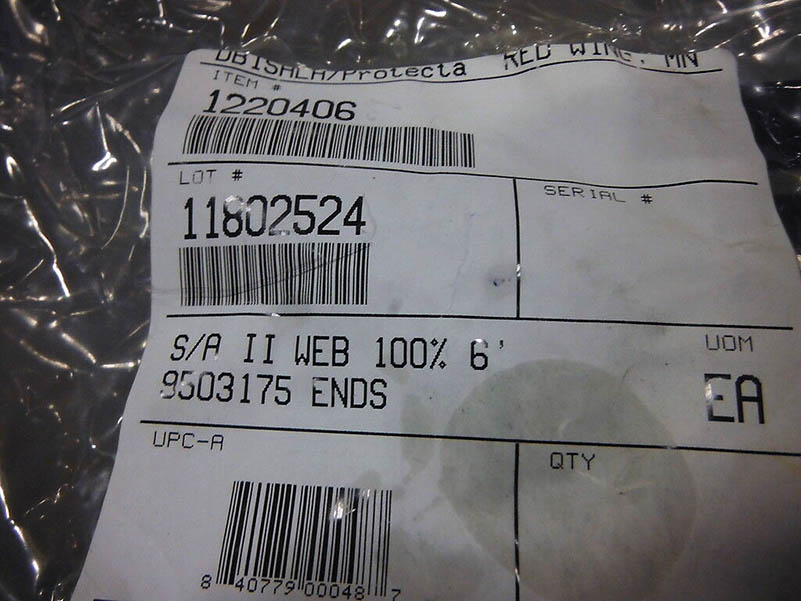 DBISALA/Protecta RED WING, MN
ITEM #
1220406
LOT #
11802524
SERIAL #
S/A II WEB 100% 6'
9503175 ENDS
UOM
EA
UPC-A
QTY
8 40779 00048 7